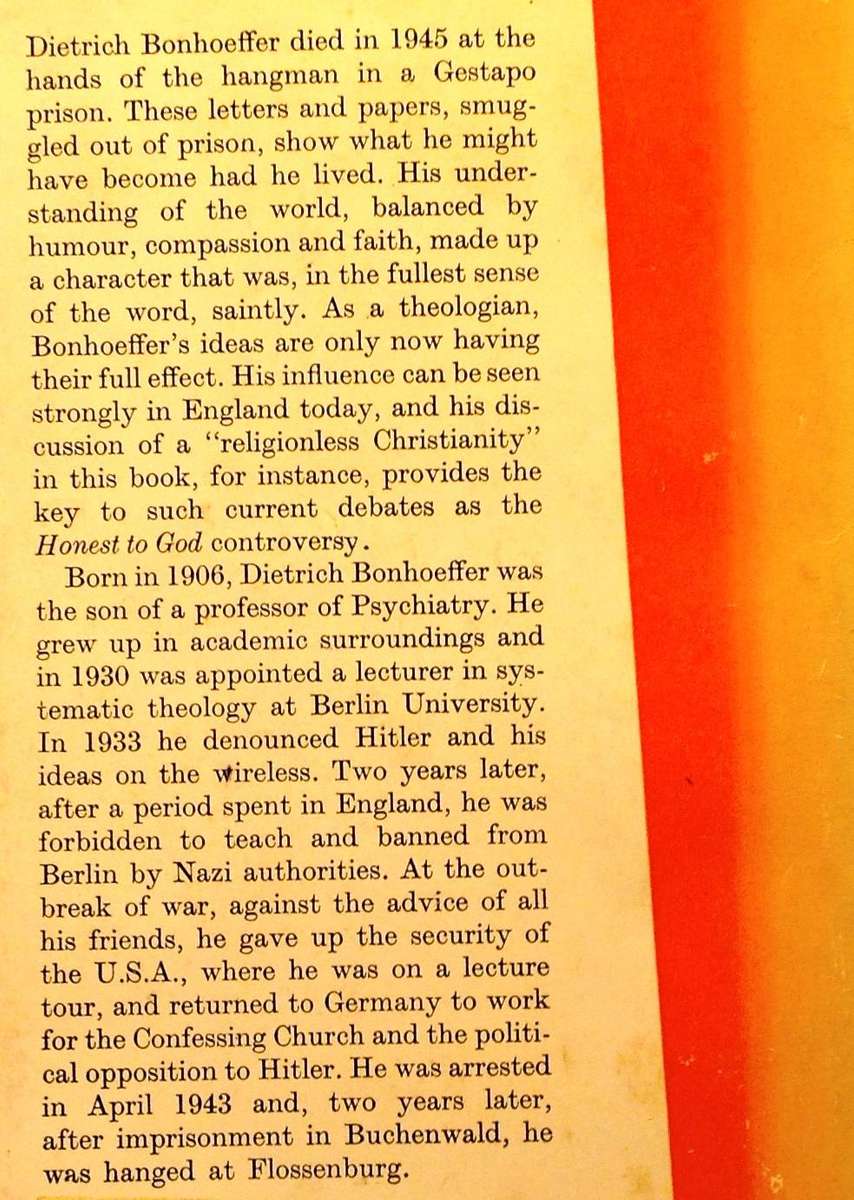 Dietrich Bonhoeffer died in 1945 at the
hands of the hangman in a Gestapo
prison. These letters and papers, smug-
gled out of prison, show what he might
have become had he lived. His under-
standing of the world, balanced by
humour, compassion and faith, made up
a character that was, in the fullest sense
of the word, saintly. As a theologian,
Bonhoeffer's ideas are only now having
their full effect. His influence can be seen
strongly in England today, and his dis-
cussion of a “religionless Christianity”
in this book, for instance, provides the
key to such current debates as the
Honest to God controversy.
Born in 1906, Dietrich Bonhoeffer was
the son of a professor of Psychiatry. He
grew up in academic surroundings and
in 1930 was appointed a lecturer in sys-
tematic theology at Berlin University.
In 1933 he denounced Hitler and his
ideas on the wireless. Two years later,
after a period spent in England, he was
forbidden to teach and banned from
Berlin by Nazi authorities. At the out-
break of war, against the advice of all
his friends, he gave up the security of
the U.S.A., where he was on a lecture
tour, and returned to Germany to work
for the Confessing Church and the politi-
cal opposition to Hitler. He was arrested
in April 1943 and, two years later,
after imprisonment in Buchenwald, he
was hanged at Flossenburg.